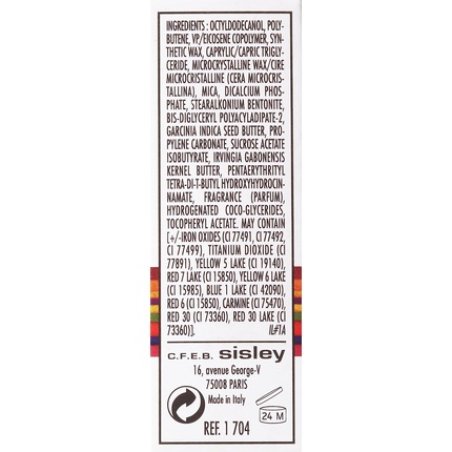 INGREDIENTS : OCTYLDODECANOL, POLY-
BUTENE, VP/EICOSENE COPOLYMER, SYN-
THETIC WAX, CAPRYLIC/CAPRIC TRIGLY-
CERIDE, MICROCRYSTALLINE WAX/CIRE
MICROCRISTALLINE (CERA MICROCRIS-
TALLINA), MICA, DICALCIUM PHOS-
PHATE, STEARALKONIUM BENTONITE,
BIS-DIGLYCERYL POLYACYLADIPATE-2,
GARCINIA INDICA SEED BUTTER, PRO-
PYLENE CARBONATE, SUCROSE ACETATE
ISOBUTYRATE, IRVINGIA GABONENSIS
KERNEL BUTTER, PENTAERYTHRITYL
TETRA-DI-T-BUTYL HYDROXYHYDROCIN-
NAMATE, FRAGRANCE (PARFUM),
HYDROGENATED COCO-GLYCERIDES,
TOCOPHERYL ACETATE. MAY CONTAIN
[+/-IRON OXIDES (CI 77491, CI 77492,
CI 77499), TITANIUM DIOXIDE (CI
77891), YELLOW 5 LAKE (CI 19140), RED
7 LAKE (CI 15850), YELLOW 6 LAKE
(CI 15985), BLUE 1 LAKE (CI 42090),
RED 6 (CI 15850), CARMINE (CI 75470),
RED 30 (CI 73360), RED 30 LAKE (CI
73360)]. IL#1A
C.F.E.B. sisley
16, avenue George-V
75008 PARIS
Made in Italy
24 M
REF. 1 704